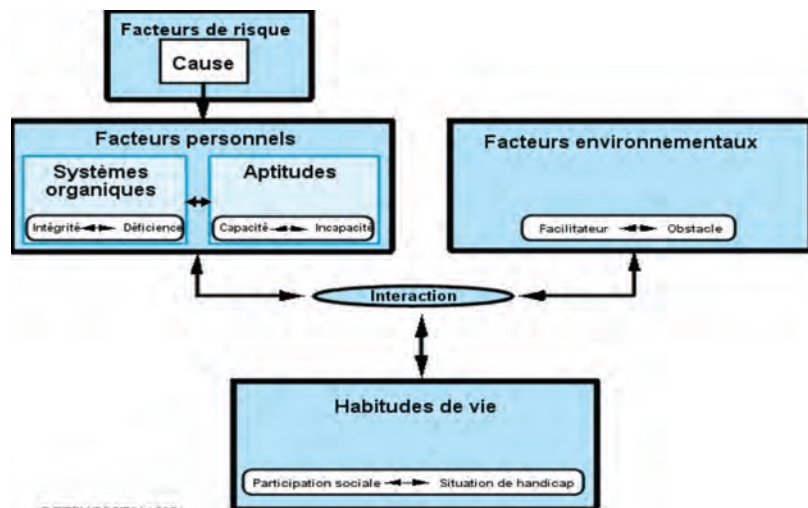 Facteurs de risque
Cause
Facteurs personnels
Systèmes
organiques
Intégrité Déficience
Aptitudes
Capacité Incapacité
Facteurs environnementaux
Facilitateur Obstacle
Interaction
Habitudes de vie
Participation sociale Situation de handicap